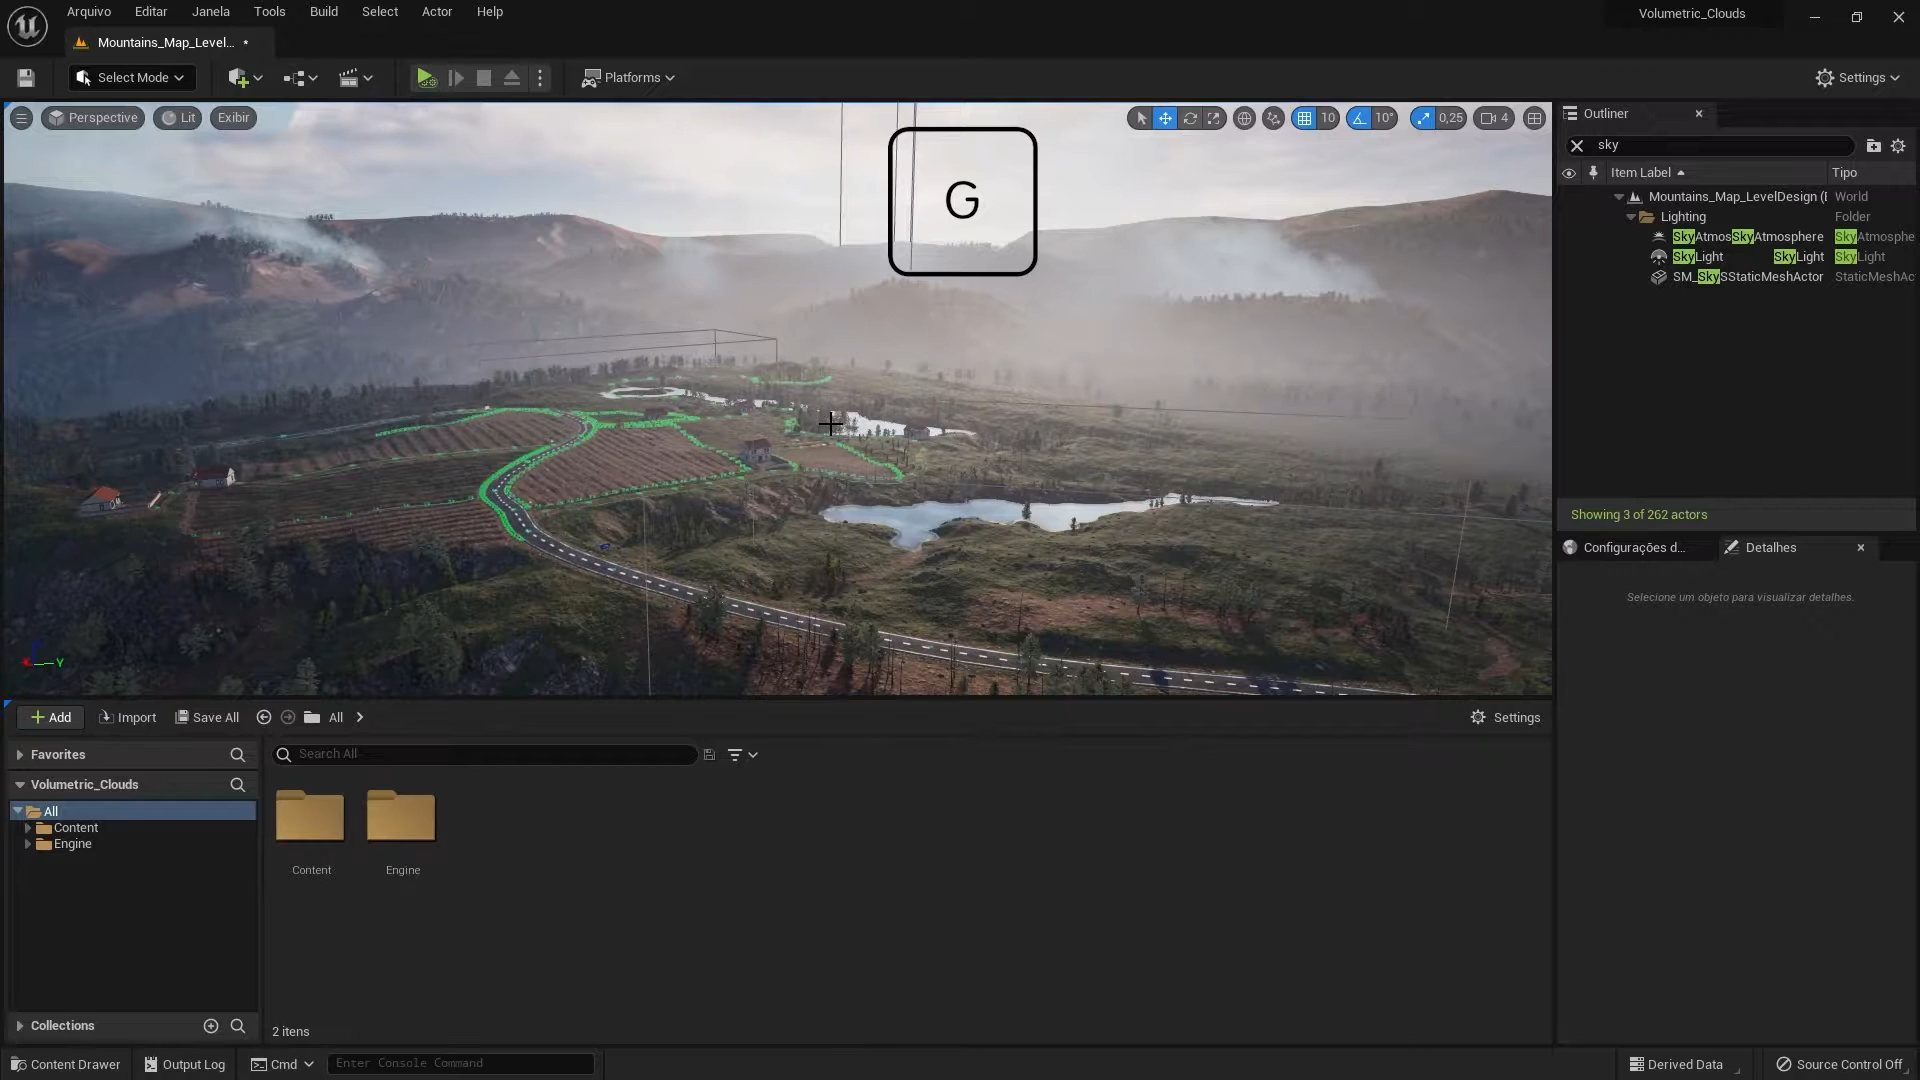 Arquivo Editar Janela Tools Build Select Actor Help
Volumetric_Clouds
Mountains_Map_Level... •
Select Mode
Platforms
Settings
Perspective Lit Exibir
10 10° 0,25 4
G
Y
Outliner
sky
Item Label Tipo
Mountains_Map_LevelDesign (E World
Lighting Folder
SkyAtmosSkyAtmosphere SkyAtmosphe
SkyLight SkyLight SkyLight
SM_SkySStaticMeshActor StaticMeshAc
Showing 3 of 262 actors
Configurações d... Detalhes
Selecione um objeto para visualizar detalhes.
Add Import Save All All
Settings
Favorites
Search All
Volumetric_Clouds
All
Content
Engine
Content Engine
Collections
2 itens
Content Drawer Output Log Cmd Enter Console Command
Derived Data Source Control Off